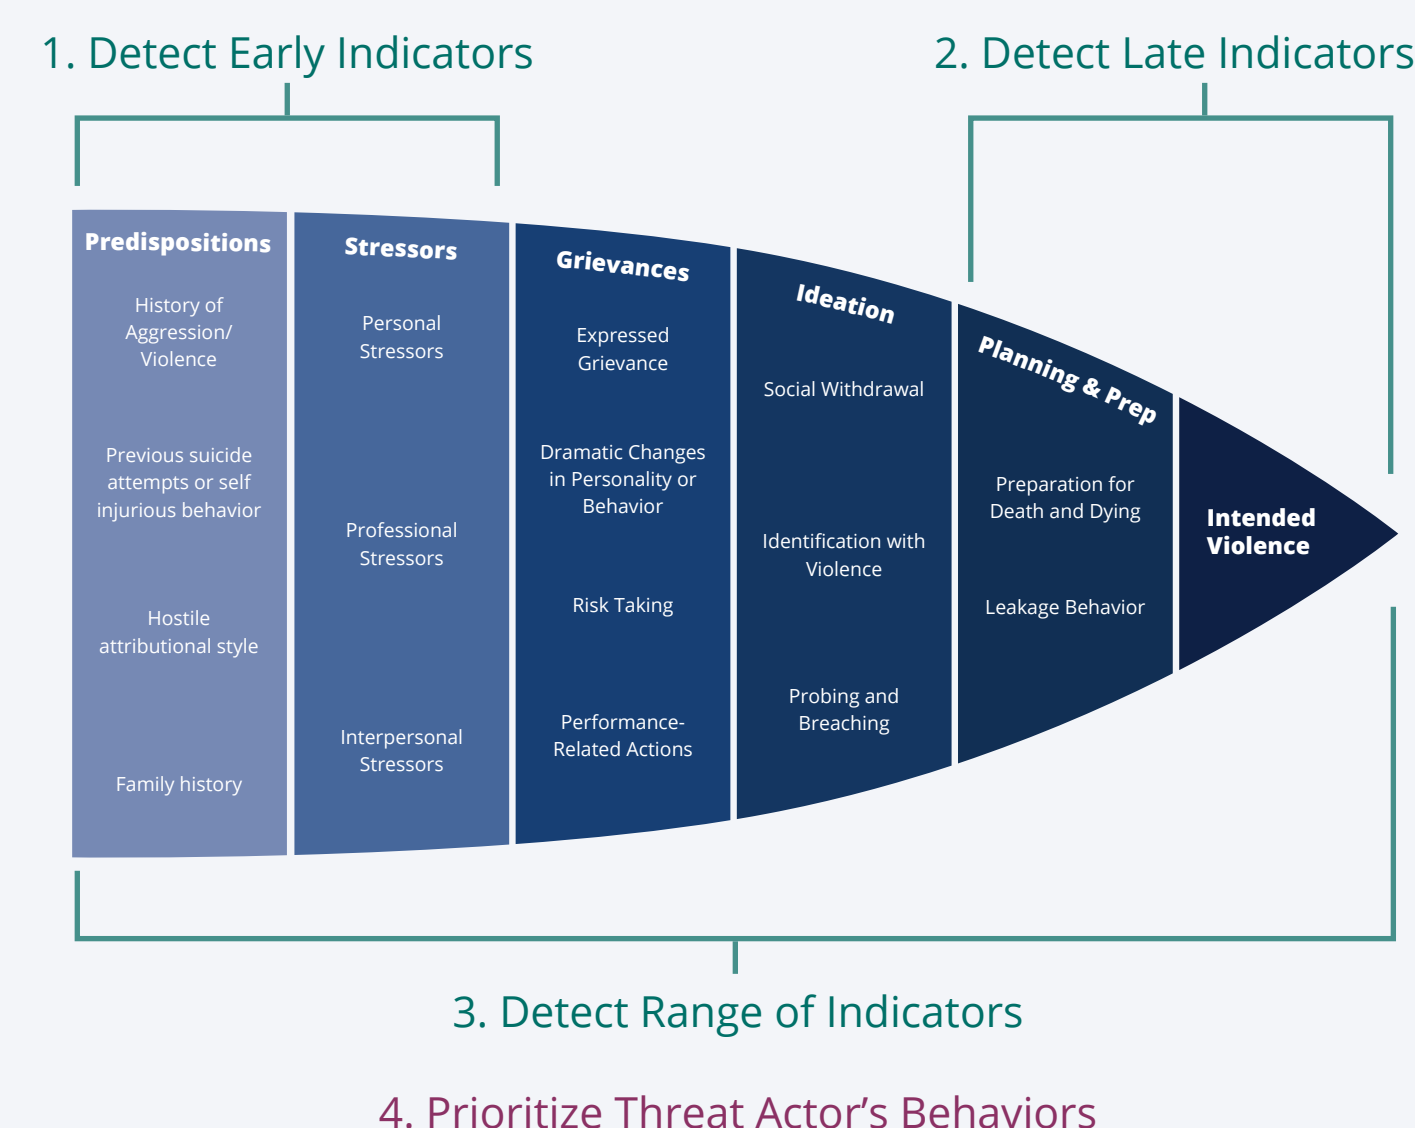 1. Detect Early Indicators
2. Detect Late Indicators
Predispositions
History of
Aggression/
Violence
Previous suicide
attempts or self
injurious behavior
Hostile
attributional style
Family history
Stressors
Personal
Stressors
Professional
Stressors
Interpersonal
Stressors
Grievances
Expressed
Grievance
Dramatic Changes
in Personality or
Behavior
Risk Taking
Performance-
Related Actions
Ideation
Social Withdrawal
Identification with
Violence
Probing and
Breaching
Planning & Prep
Preparation for
Death and Dying
Leakage Behavior
Intended
Violence
3. Detect Range of Indicators
4. Prioritize Threat Actor’s Behaviors